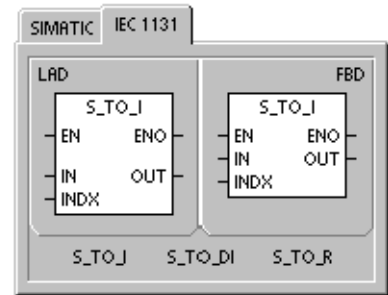 SIMATIC IEC 1131
LAD FBD
S_TO_I S_TO_I
EN ENO EN ENO
IN OUT IN OUT
INDX INDX
S_TO_I S_TO_DI S_TO_R